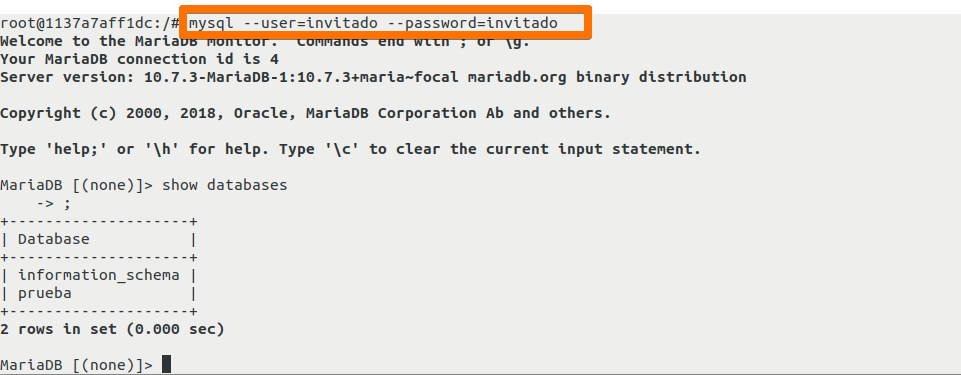 root@1137a7aff1dc:/# mysql --user=invitado --password=invitado
Welcome to the MariaDB monitor.  Commands end with ; or \g.
Your MariaDB connection id is 4
Server version: 10.7.3-MariaDB-1:10.7.3+maria~focal mariadb.org binary distribution

Copyright (c) 2000, 2018, Oracle, MariaDB Corporation Ab and others.

Type 'help;' or '\h' for help. Type '\c' to clear the current input statement.

MariaDB [(none)]> show databases
    -> ;
+--------------------+
| Database           |
+--------------------+
| information_schema |
| prueba             |
+--------------------+
2 rows in set (0.000 sec)

MariaDB [(none)]>